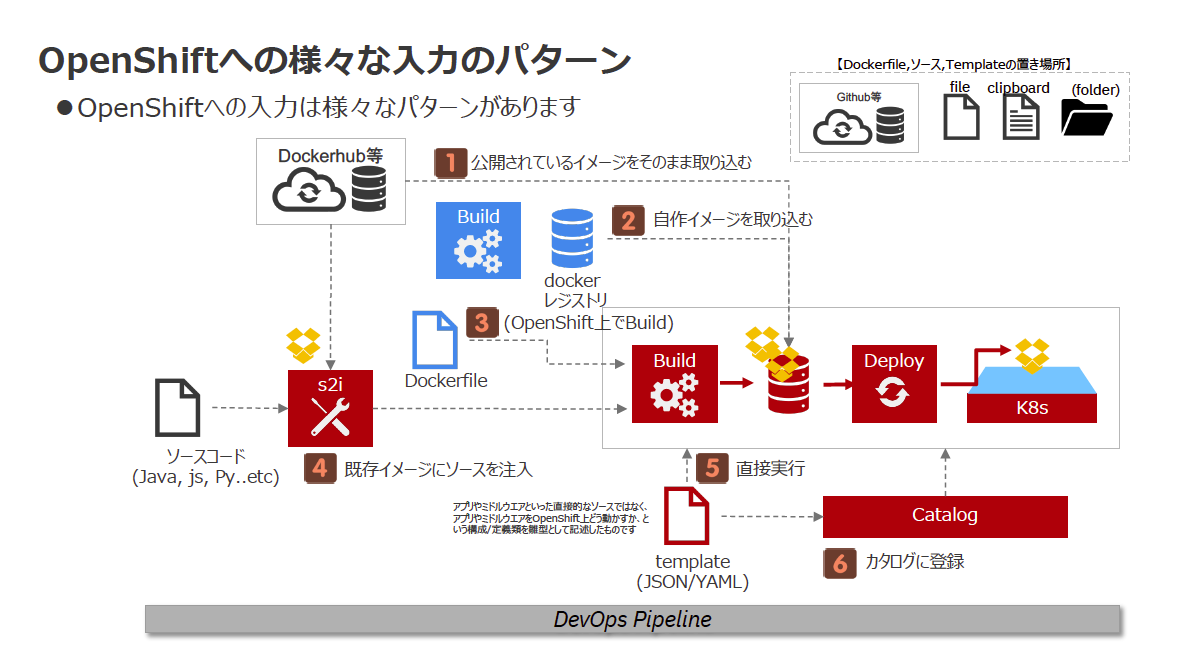 OpenShiftへの様々な入力のパターン
●OpenShiftへの入力は様々なパターンがあります
【Dockerfile,ソース,Templateの置き場所】
Github等
file
clipboard
(folder)
Dockerhub等
1 公開されているイメージをそのまま取り込む
Build
2 自作イメージを取り込む
docker
レジストリ
3 (OpenShift上でBuild)
Dockerfile
s2i
Build
Deploy
K8s
ソースコード
(Java, js, Py..etc)
4 既存イメージにソースを注入
5 直接実行
アプリやミドルウエアといった直接的なソースではなく、
アプリやミドルウエアをOpenShift上どう動かすか、と
いう構成/定義類を雛型として記述したものです
template
(JSON/YAML)
Catalog
6 カタログに登録
DevOps Pipeline